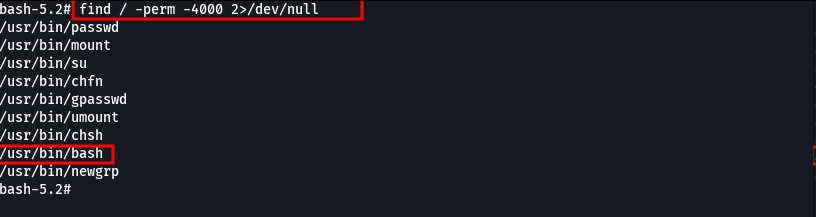 bash-5.2# find / -perm -4000 2>/dev/null
/usr/bin/passwd
/usr/bin/mount
/usr/bin/su
/usr/bin/chfn
/usr/bin/gpasswd
/usr/bin/umount
/usr/bin/chsh
/usr/bin/bash
/usr/bin/newgrp
bash-5.2#